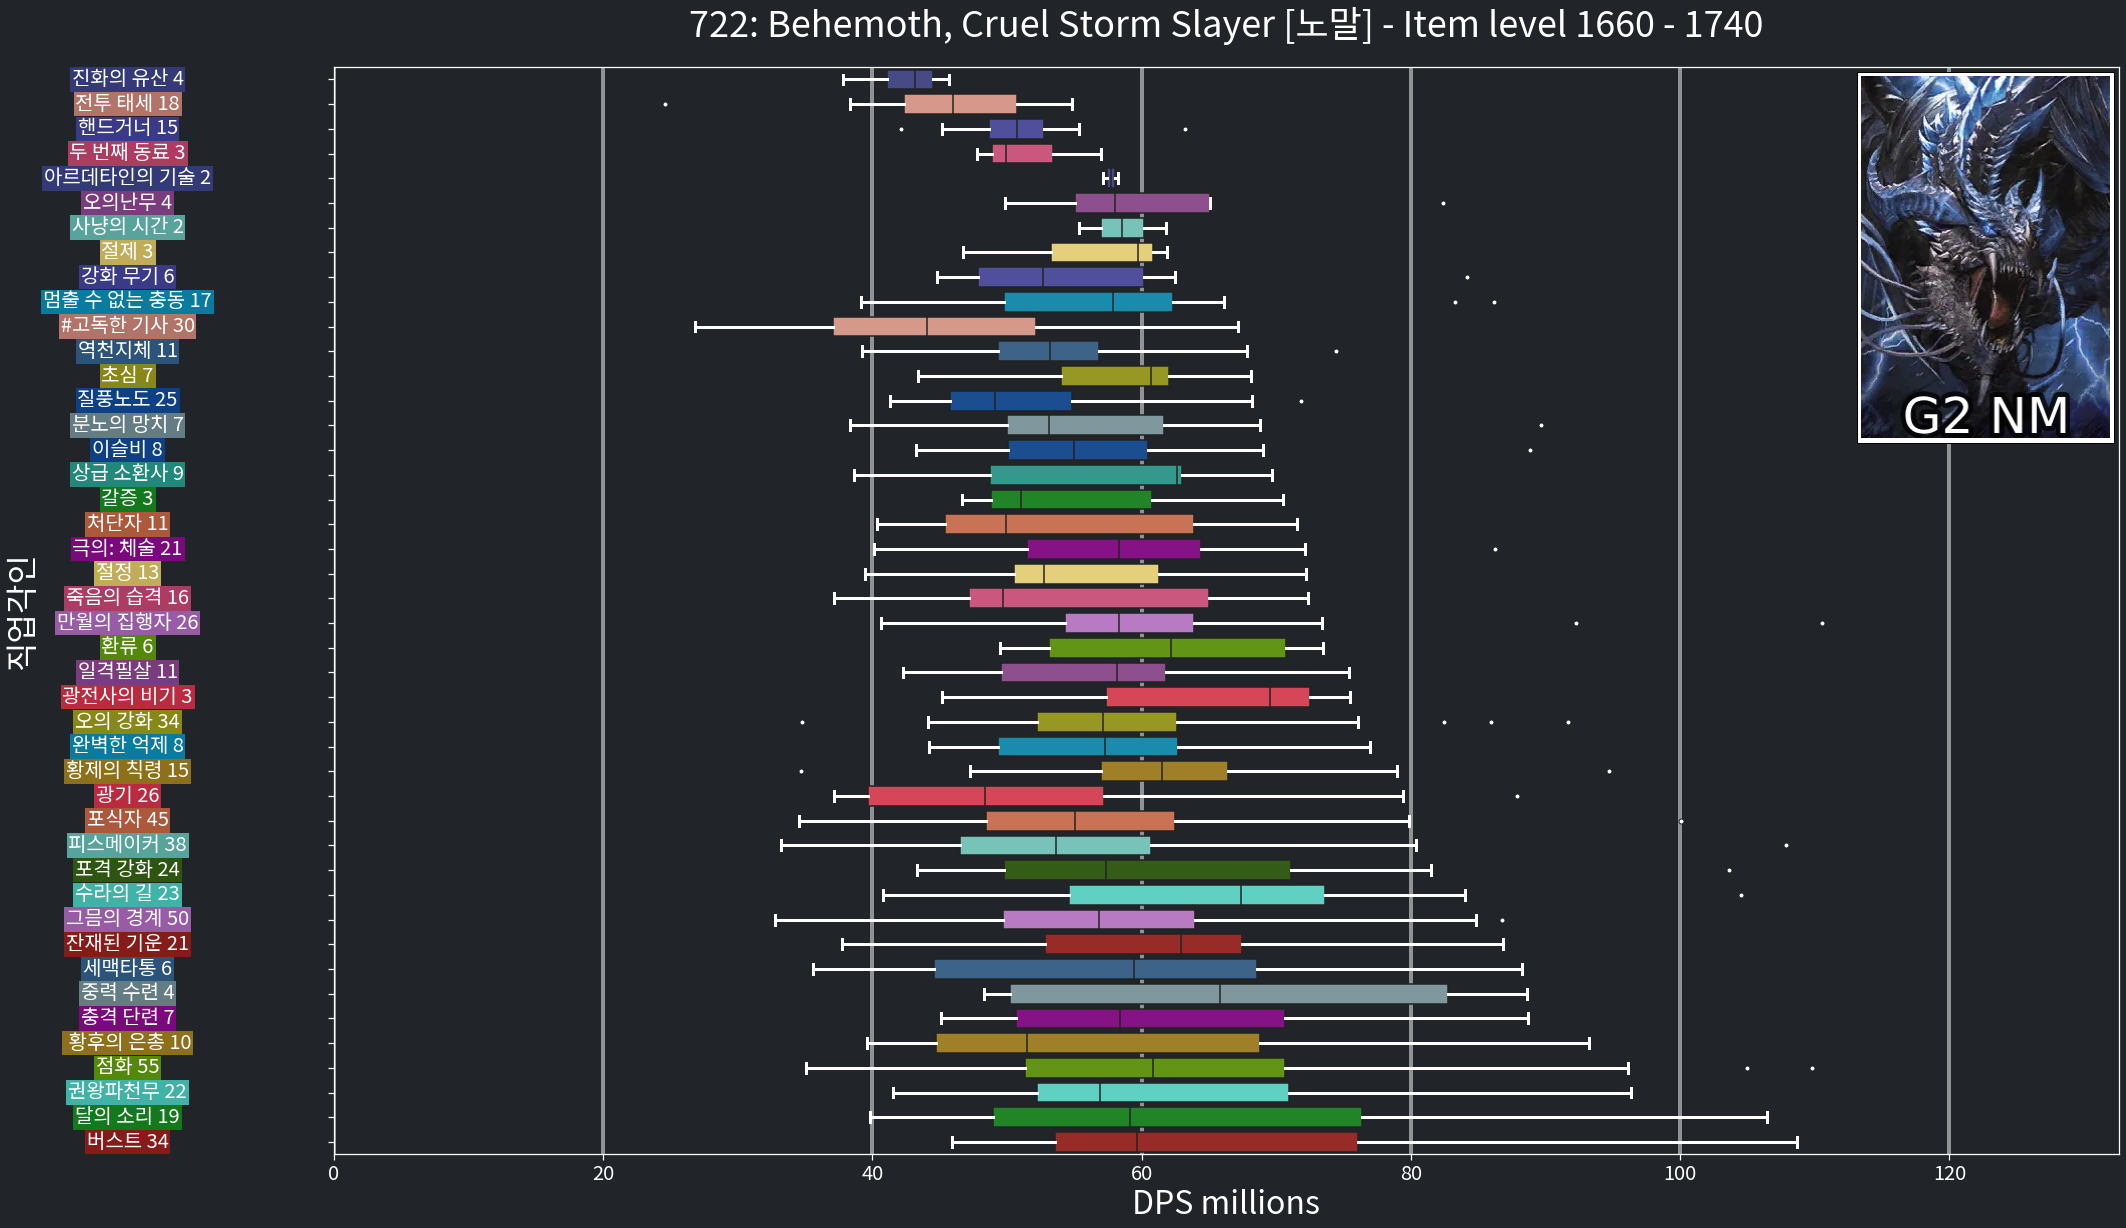 722: Behemoth, Cruel Storm Slayer [노말] - Item level 1660 - 1740
진화의 유산 4
전투 태세 18
핸드거너 15
두 번째 동료 3
아르데타인의 기술 2
오의난무 4
사냥의 시간 2
절제 3
강화 무기 6
멈출 수 없는 충동 17
#고독한 기사 30
역천지체 11
초심 7
질풍노도 25
분노의 망치 7
이슬비 8
상급 소환사 9
갈증 3
처단자 11
극의: 체술 21
절정 13
죽음의 습격 16
만월의 집행자 26
환류 6
일격필살 11
광전사의 비기 3
오의 강화 34
완벽한 억제 8
황제의 칙령 15
광기 26
포식자 45
피스메이커 38
포격 강화 24
수라의 길 23
그믐의 경계 50
잔재된 기운 21
세맥타통 6
중력 수련 4
충격 단련 7
황후의 은총 10
점화 55
권왕파천무 22
달의 소리 19
버스트 34
직업각인
G2 NM
0 20 40 60 80 100 120
DPS millions